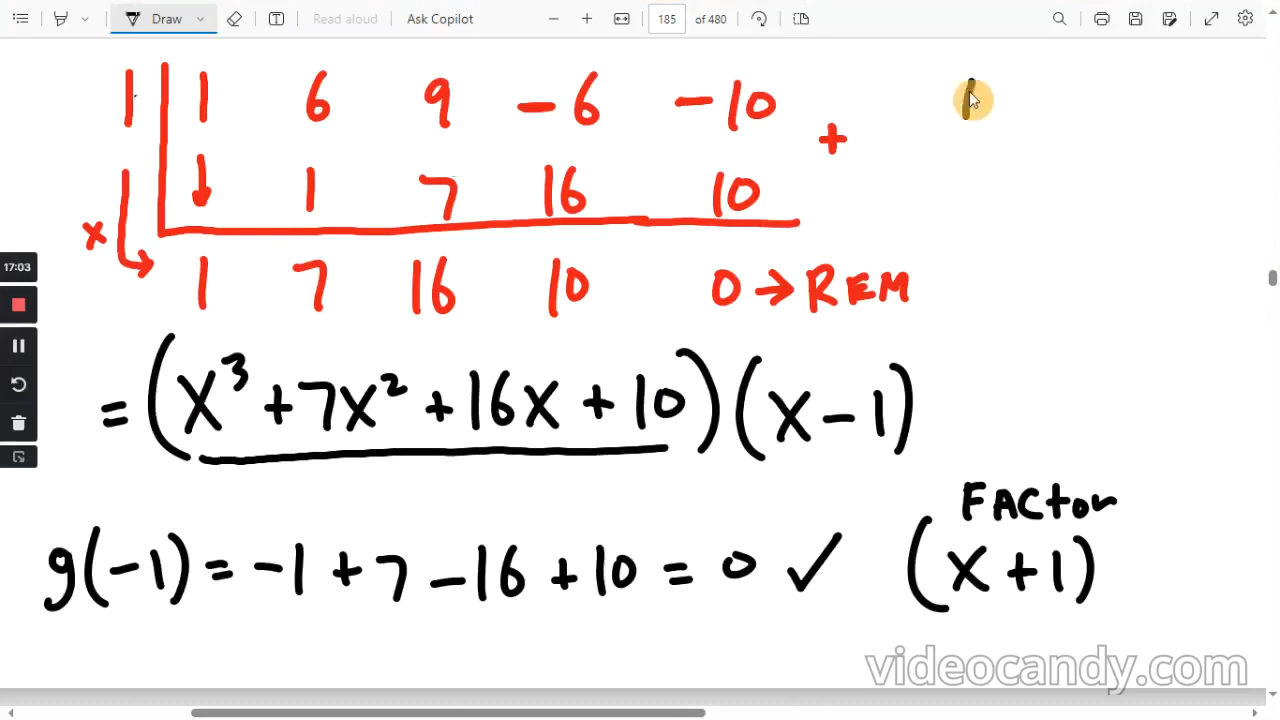 Draw Read aloud Ask Copilot 185 of 480
1 1 6 9 -6 -10
+
x 1 7 16 10
1 7 16 10 0 → REM
= (x³ + 7x² + 16x + 10)(x - 1)
FACtor
g(-1) = -1 + 7 - 16 + 10 = 0 ✓ (x + 1)
17:03
videocandy.com